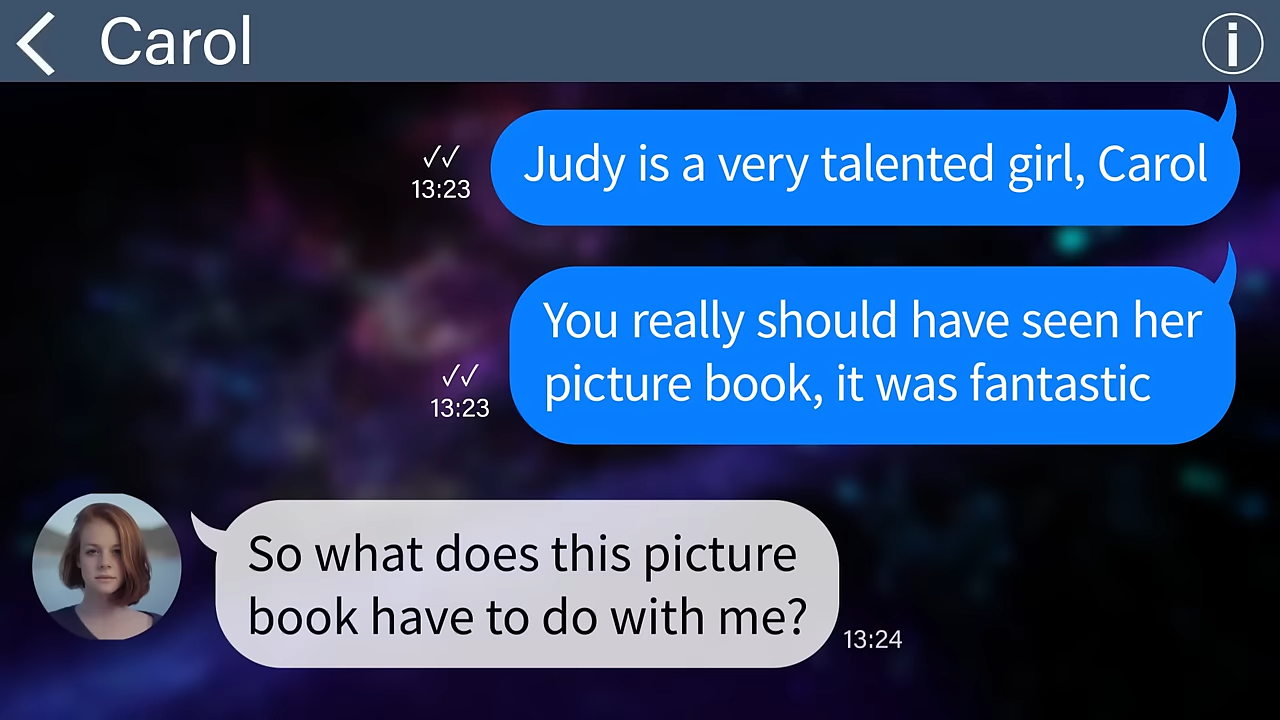 Carol
Judy is a very talented girl, Carol
✓✓
13:23
You really should have seen her
picture book, it was fantastic
✓✓
13:23
So what does this picture
book have to do with me?
13:24